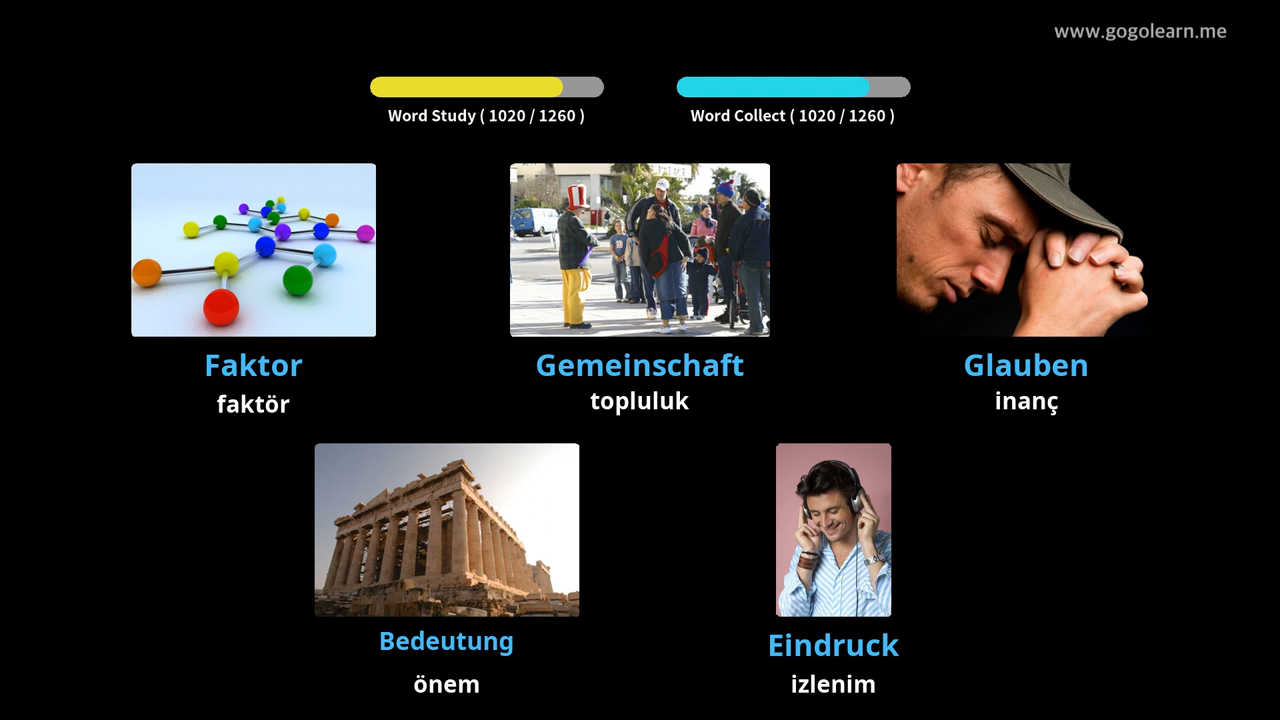 www.gogolearn.me
Word Study ( 1020 / 1260 )
Word Collect ( 1020 / 1260 )
Faktor
faktör
Gemeinschaft
topluluk
Glauben
inanç
Bedeutung
önem
Eindruck
izlenim